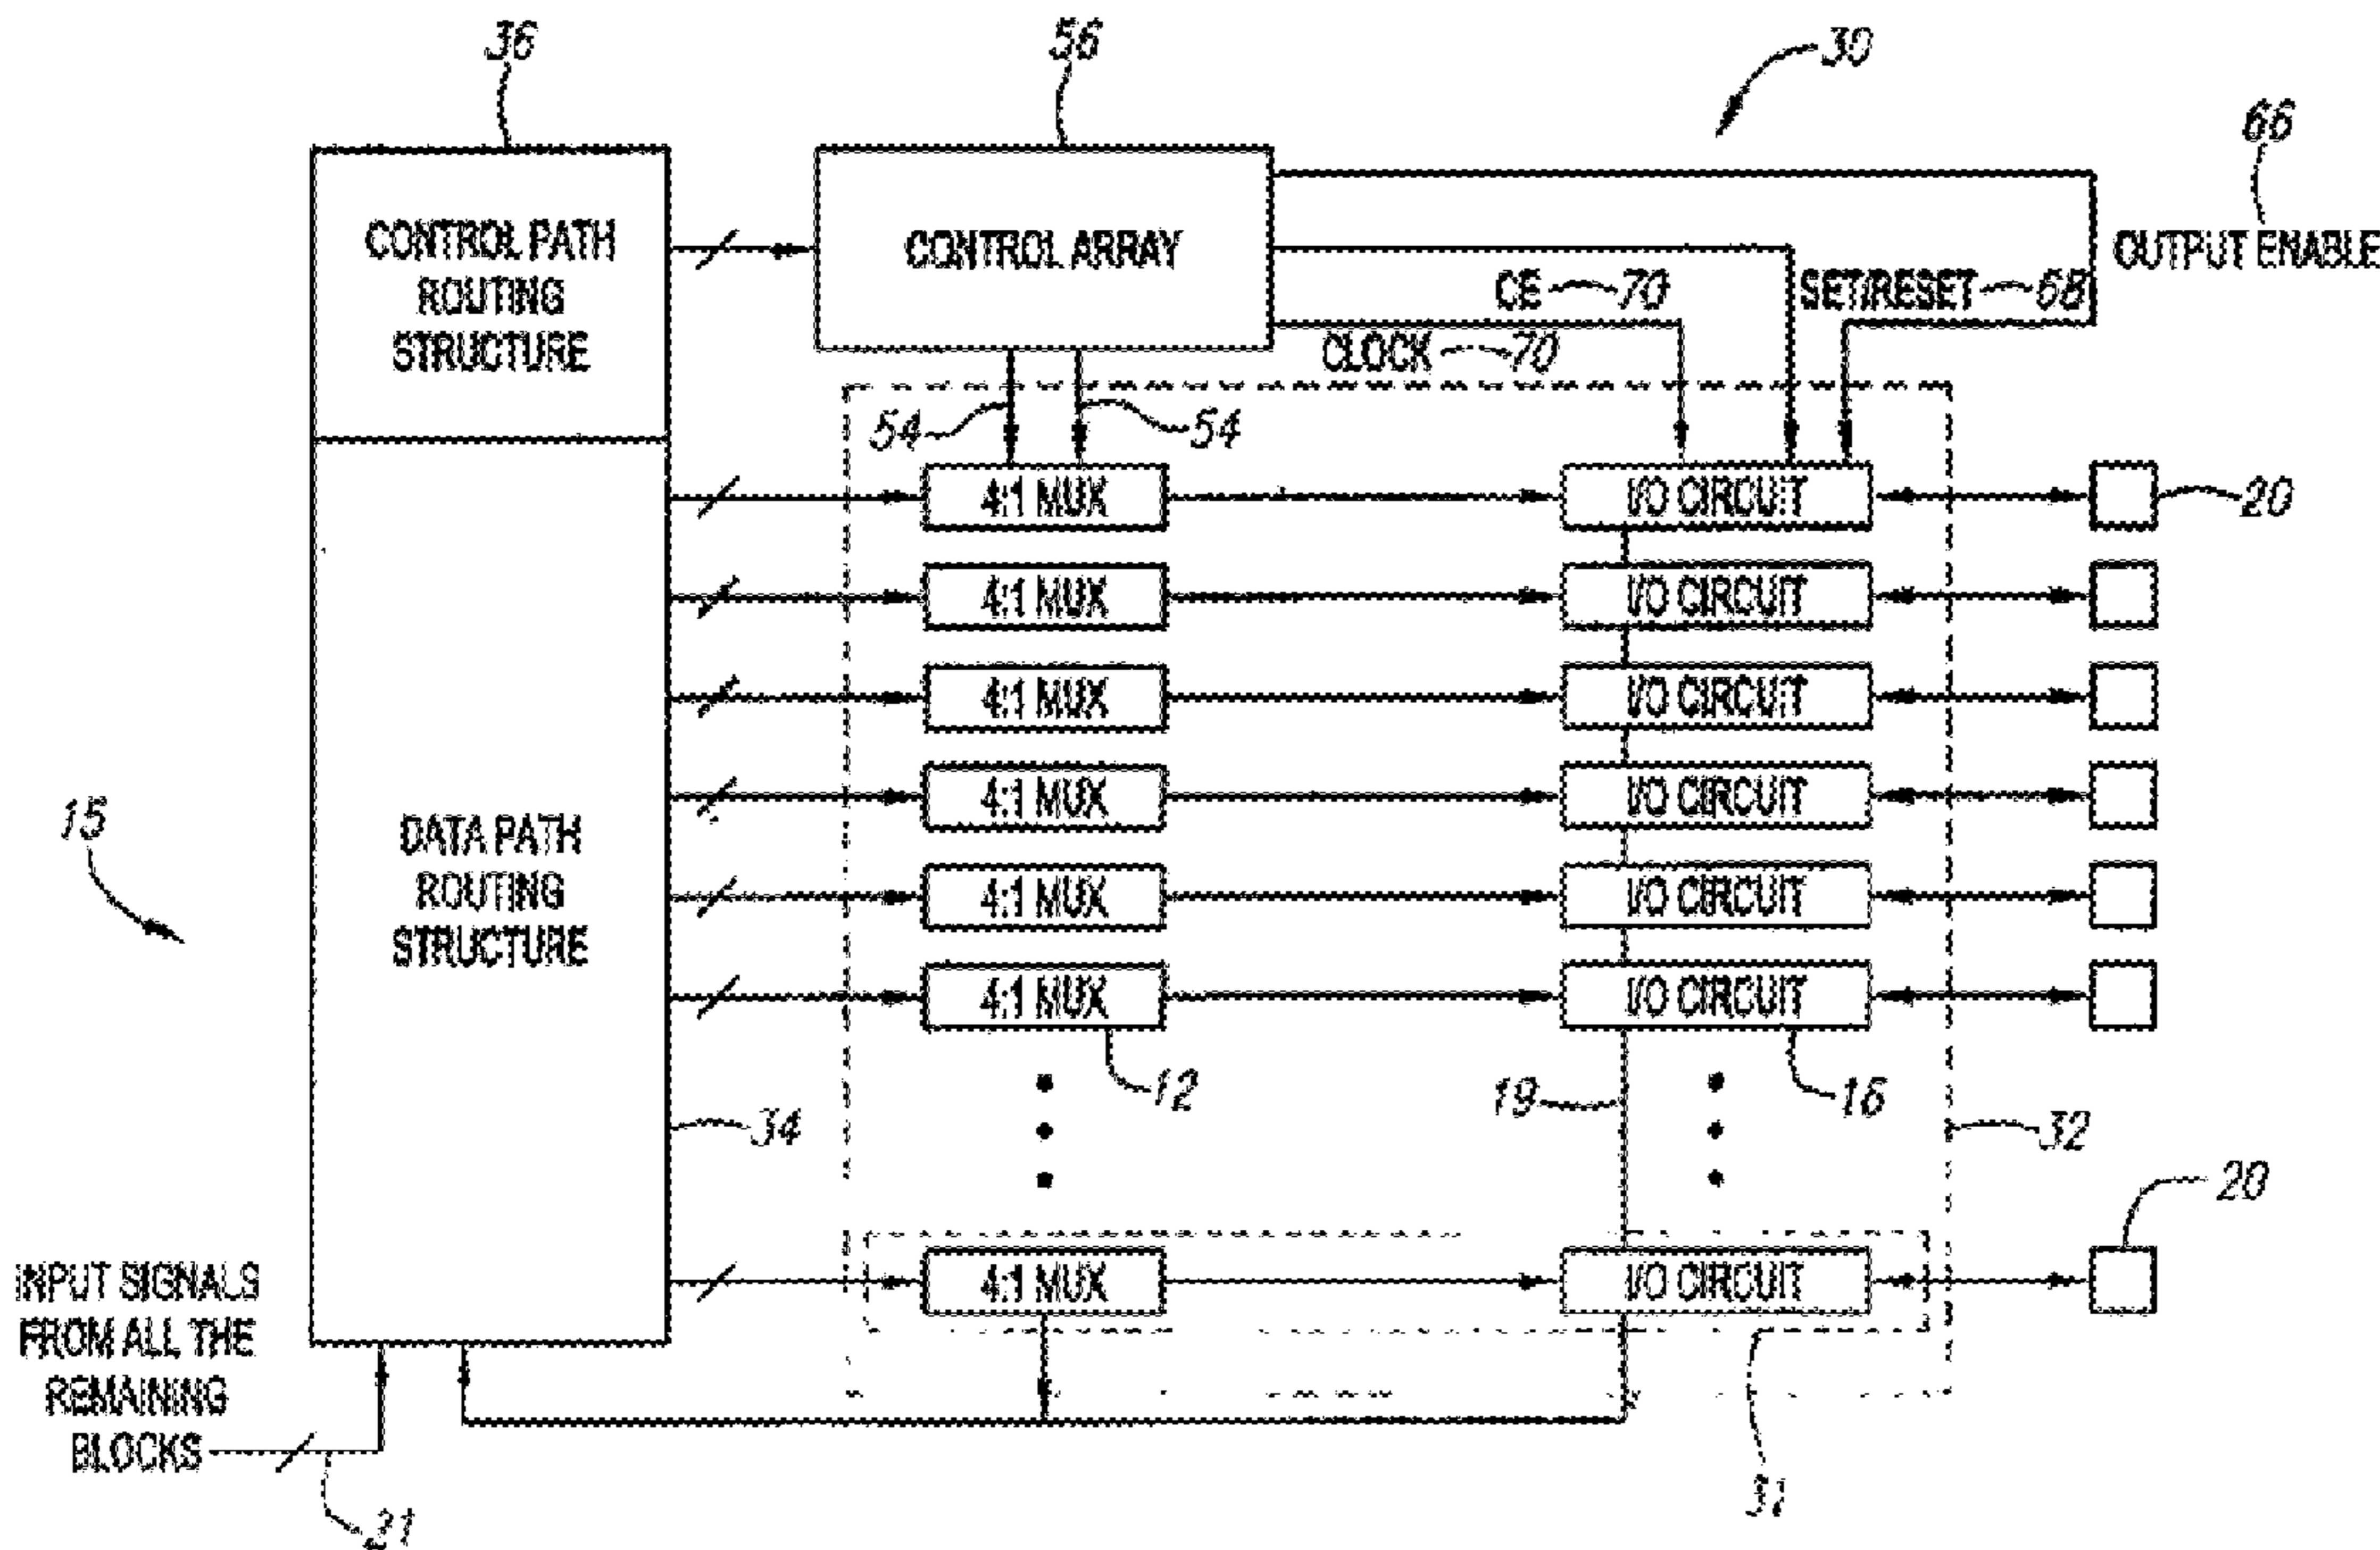 36
56
30
66
CONTROL PATH
ROUTING
STRUCTURE
CONTROL ARRAY
OUTPUT ENABLE
CE 70
SET/RESET 68
CLOCK 70
54
54
4:1 MUX
I/O CIRCUIT
20
4:1 MUX
I/O CIRCUIT
4:1 MUX
I/O CIRCUIT
4:1 MUX
I/O CIRCUIT
15
DATA PATH
ROUTING
STRUCTURE
4:1 MUX
I/O CIRCUIT
4:1 MUX
I/O CIRCUIT
12
19
16
34
32
20
4:1 MUX
I/O CIRCUIT
INPUT SIGNALS
FROM ALL THE
REMAINING
BLOCKS
31
21